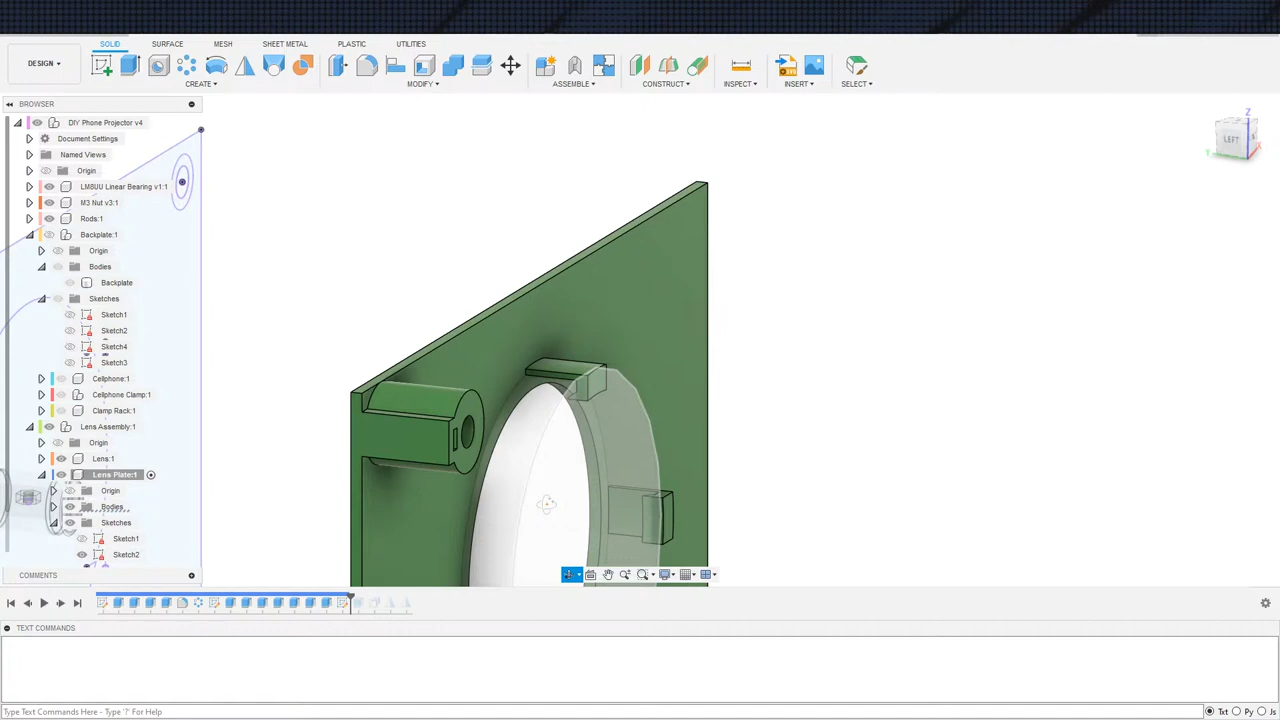 SOLID SURFACE MESH SHEET METAL PLASTIC UTILITIES
DESIGN
CREATE MODIFY ASSEMBLE CONSTRUCT INSPECT INSERT SELECT
BROWSER
DIY Phone Projector v4
Document Settings
Named Views
Origin
LM8UU Linear Bearing v1:1
M3 Nut v3:1
Rods:1
Backplate:1
Origin
Bodies
Backplate
Sketches
Sketch1
Sketch2
Sketch4
Sketch3
Cellphone:1
Cellphone Clamp:1
Clamp Rack:1
Lens Assembly:1
Origin
Lens:1
Lens Plate:1
Origin
Bodies
Sketches
Sketch1
Sketch2
COMMENTS
TEXT COMMANDS
Type Text Commands Here - Type '?' For Help
Txt Py Js
Z
LEFT
Y
X